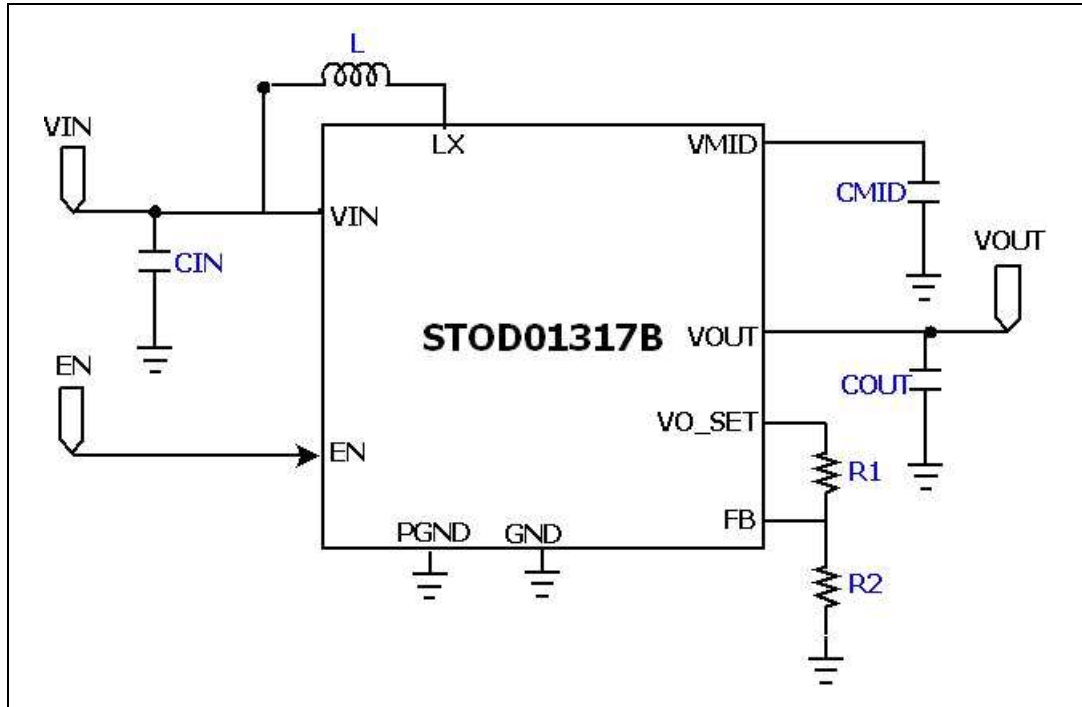 L
VIN
LX
VMID
CMID
VIN
CIN
VOUT
STOD01317B
VOUT
EN
COUT
VO_SET
EN
R1
FB
PGND
GND
R2